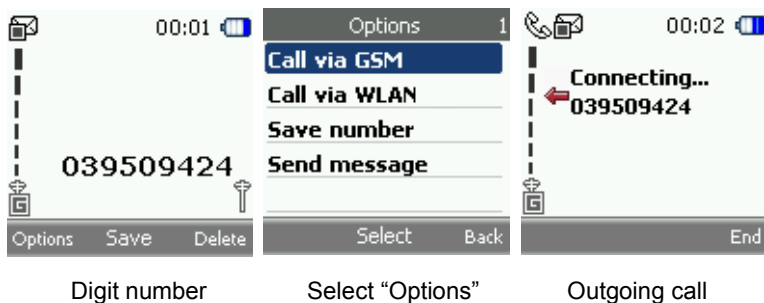 00:01
039509424
G
Options Save Delete
Options 1
Call via GSM
Call via WLAN
Save number
Send message
Select Back
00:02
Connecting...
039509424
G
End
Digit number
Select “Options”
Outgoing call